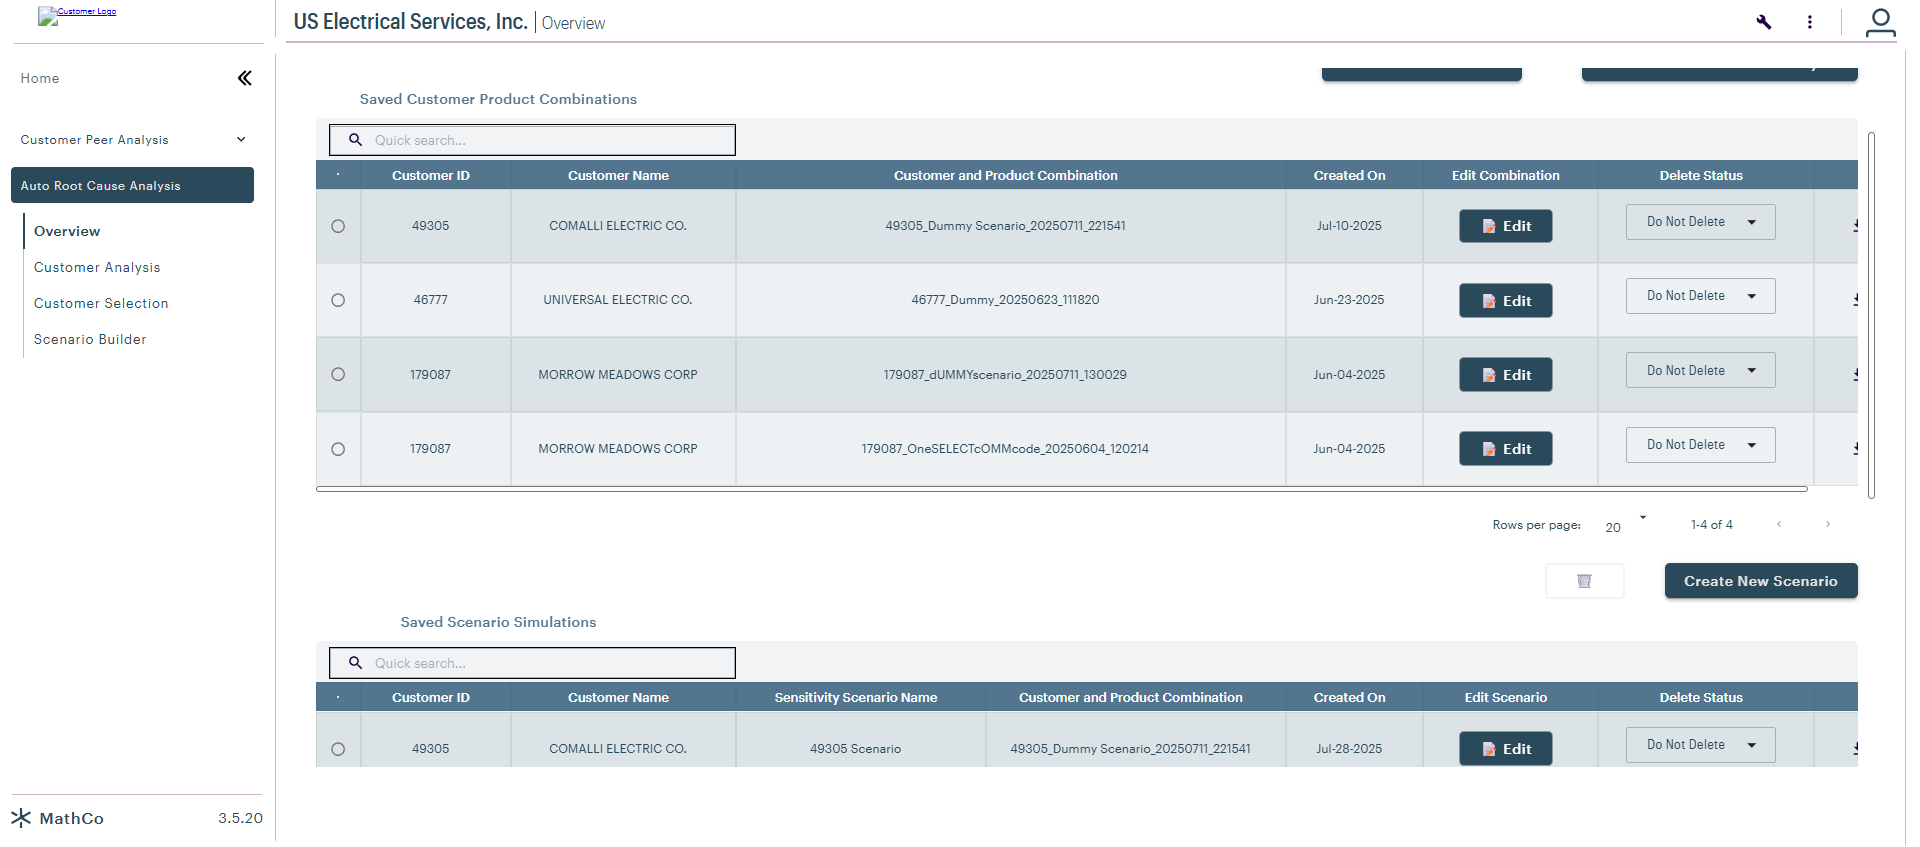 Customer Logo
US Electrical Services, Inc. | Overview
Home
Customer Peer Analysis
Auto Root Cause Analysis
Overview
Customer Analysis
Customer Selection
Scenario Builder
MathCo 3.5.20
Saved Customer Product Combinations
Quick search...
Customer ID Customer Name Customer and Product Combination Created On Edit Combination Delete Status
49305 COMALLI ELECTRIC CO. 49305_Dummy Scenario_20250711_221541 Jul-10-2025 Edit Do Not Delete
46777 UNIVERSAL ELECTRIC CO. 46777_Dummy_20250623_111820 Jun-23-2025 Edit Do Not Delete
179087 MORROW MEADOWS CORP 179087_dUMMYscenario_20250711_130029 Jun-04-2025 Edit Do Not Delete
179087 MORROW MEADOWS CORP 179087_OneSELECTcOMMcode_20250604_120214 Jun-04-2025 Edit Do Not Delete
Rows per page: 20 1-4 of 4
Create New Scenario
Saved Scenario Simulations
Quick search...
Customer ID Customer Name Sensitivity Scenario Name Customer and Product Combination Created On Edit Scenario Delete Status
49305 COMALLI ELECTRIC CO. 49305 Scenario 49305_Dummy Scenario_20250711_221541 Jul-28-2025 Edit Do Not Delete